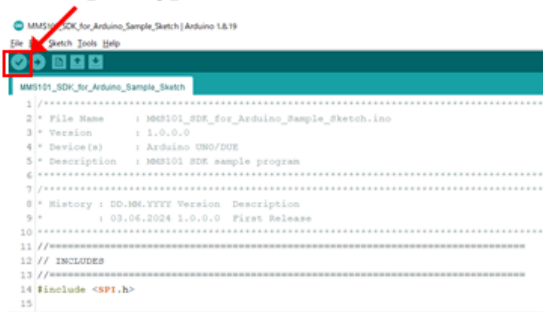 MMS101_SDK_for_Arduino_Sample_Sketch | Arduino 1.8.19
File Sketch Tools Help
MMS101_SDK_for_Arduino_Sample_Sketch
1 /****************************************************************
2 * File Name : MMS101_SDK_for_Arduino_Sample_Sketch.ino
3 * Version : 1.0.0.0
4 * Device(s) : Arduino UNO/DUE
5 * Description : MMS101 SDK sample program
6 *****************************************************************
7 /****************************************************************
8 * History : DD.MM.YYYY Version Description
9 * : 03.06.2024 1.0.0.0 First Release
10 *****************************************************************
11 //==============================================================
12 // INCLUDES
13 //==============================================================
14 #include <SPI.h>
15